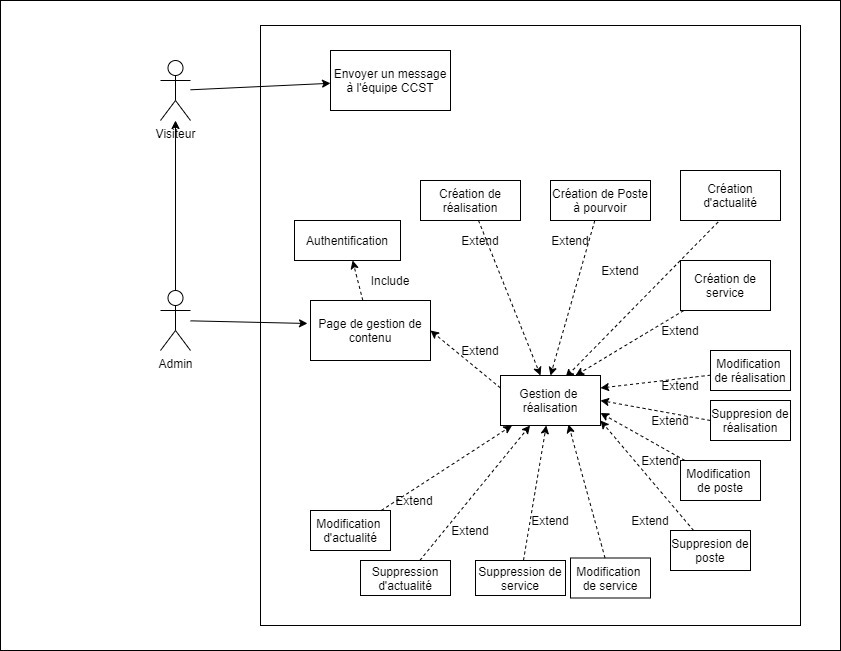 Envoyer un message
à l'équipe CCST
Visiteur
Création de
réalisation
Création de Poste
à pourvoir
Création
d'actualité
Authentification
Extend
Extend
Extend
Include
Création de
service
Admin
Page de gestion de
contenu
Extend
Extend
Gestion de
réalisation
Modification
de réalisation
Extend
Suppresion de
réalisation
Extend
Extend
Modification
de poste
Extend
Extend
Extend
Extend
Modification
d'actualité
Suppresion de
poste
Suppression
d'actualité
Suppression de
service
Modification
de service